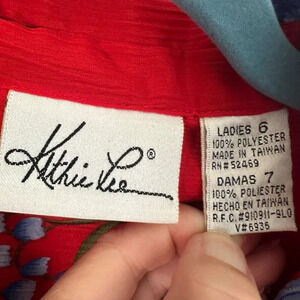 Kathie Lee®
LADIES 6
100% POLYESTER
MADE IN TAIWAN
RN#52469
DAMAS 7
100% POLIESTER
HECHO EN TAIWAN
R.F.C.#910911-9L0
V#6936